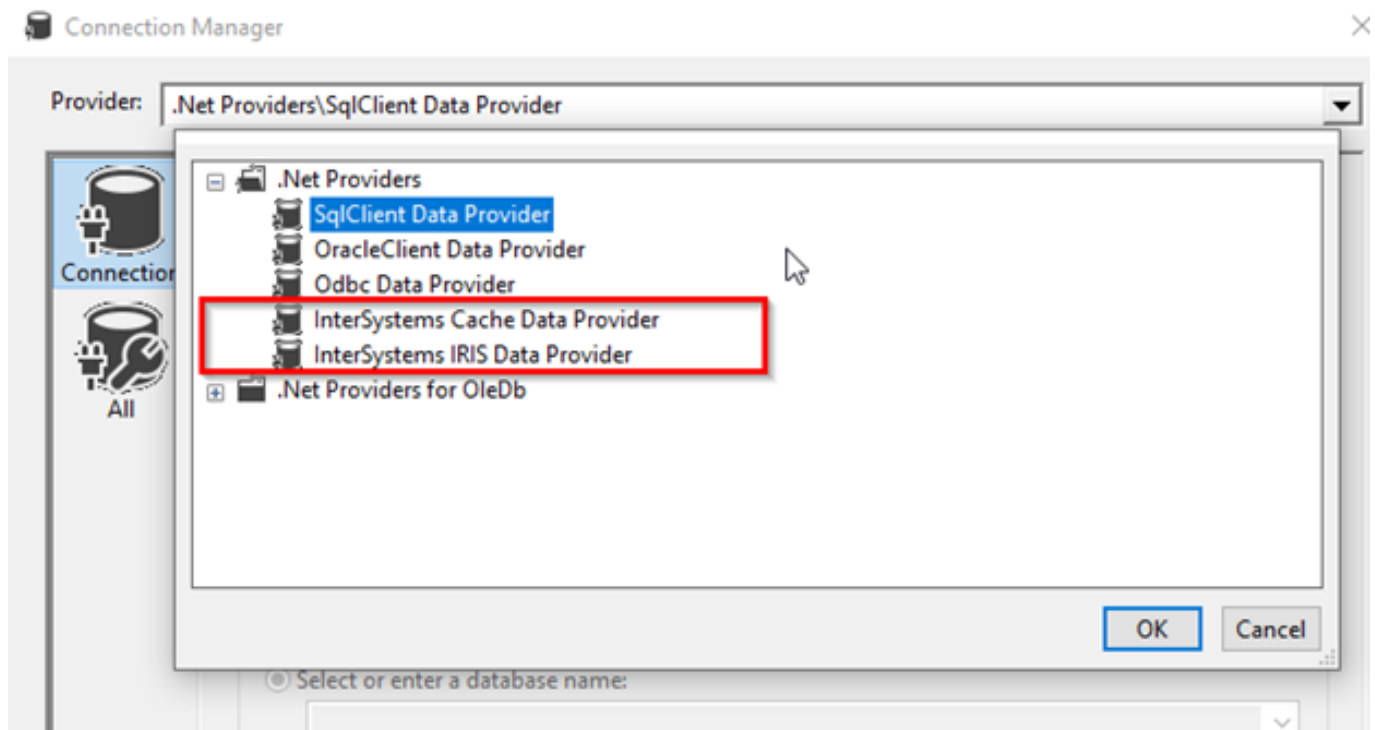 Connection Manager
Provider: .Net Providers\SqlClient Data Provider
.Net Providers
SqlClient Data Provider
OracleClient Data Provider
Odbc Data Provider
InterSystems Cache Data Provider
InterSystems IRIS Data Provider
.Net Providers for OleDb
Connection
All
OK Cancel
Select or enter a database name: